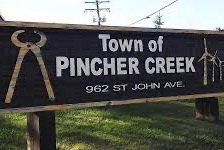 Town of
PINCHER CREEK
962 ST JOHN AVE.